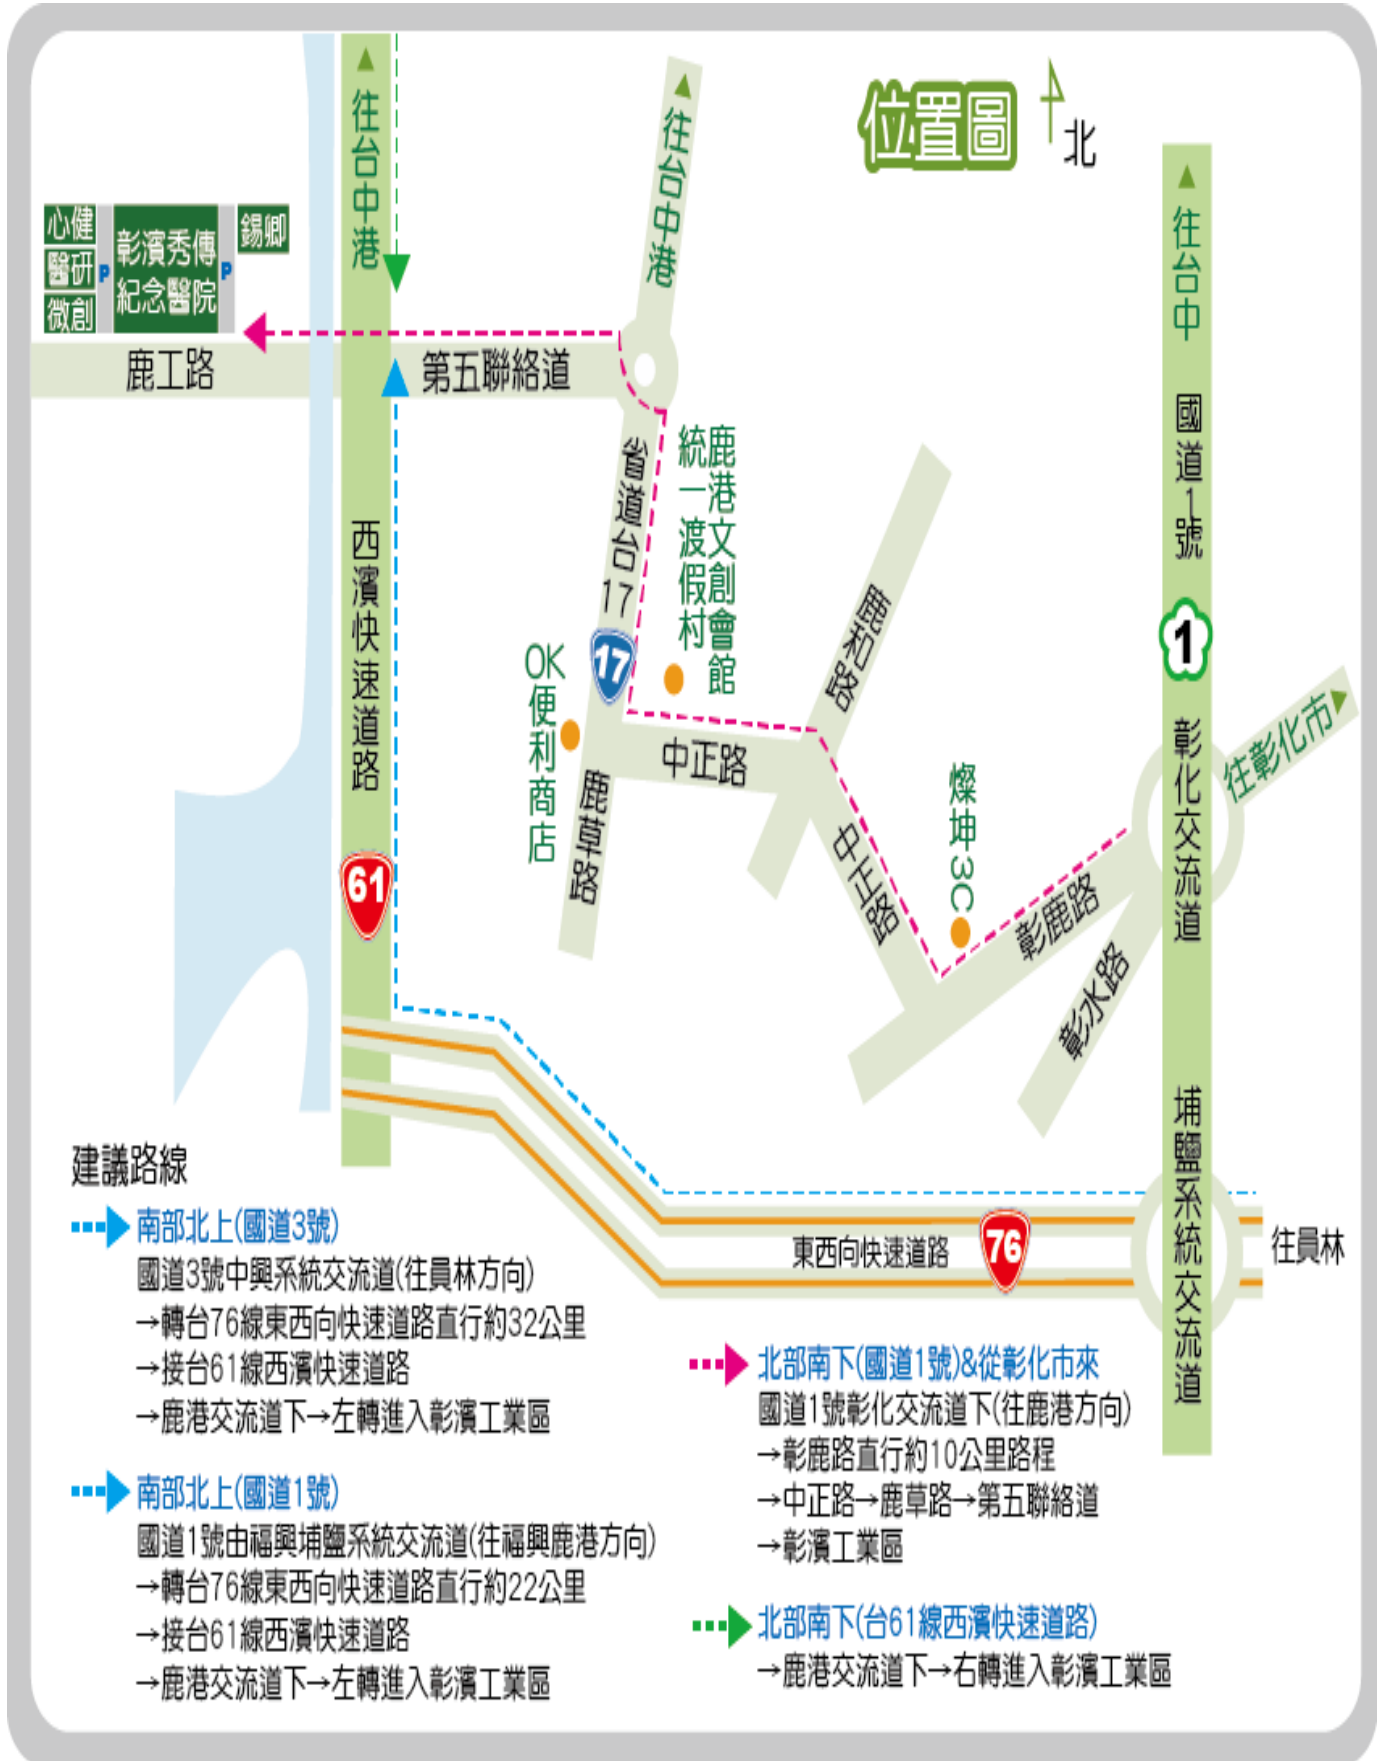 位置圖
北
往台中港
往台中港
往台中
心健
醫研
微創
P
彰濱秀傳
紀念醫院
P
錫卿
鹿工路
第五聯絡道
國道1號
省道台17
17
鹿港文創會館
統一渡假村
西濱快速道路
OK便利商店
鹿和路
1
中正路
鹿草路
彰化交流道
往彰化市
燦坤3C
中正路
61
彰鹿路
彰水路
埔鹽系統交流道
東西向快速道路
76
往員林
建議路線
南部北上(國道3號)
國道3號中興系統交流道(往員林方向)
→轉台76線東西向快速道路直行約32公里
→接台61線西濱快速道路
→鹿港交流道下→左轉進入彰濱工業區
南部北上(國道1號)
國道1號由福興埔鹽系統交流道(往福興鹿港方向)
→轉台76線東西向快速道路直行約22公里
→接台61線西濱快速道路
→鹿港交流道下→左轉進入彰濱工業區
北部南下(國道1號)&從彰化市來
國道1號彰化交流道下(往鹿港方向)
→彰鹿路直行約10公里路程
→中正路→鹿草路→第五聯絡道
→彰濱工業區
北部南下(台61線西濱快速道路)
→鹿港交流道下→右轉進入彰濱工業區